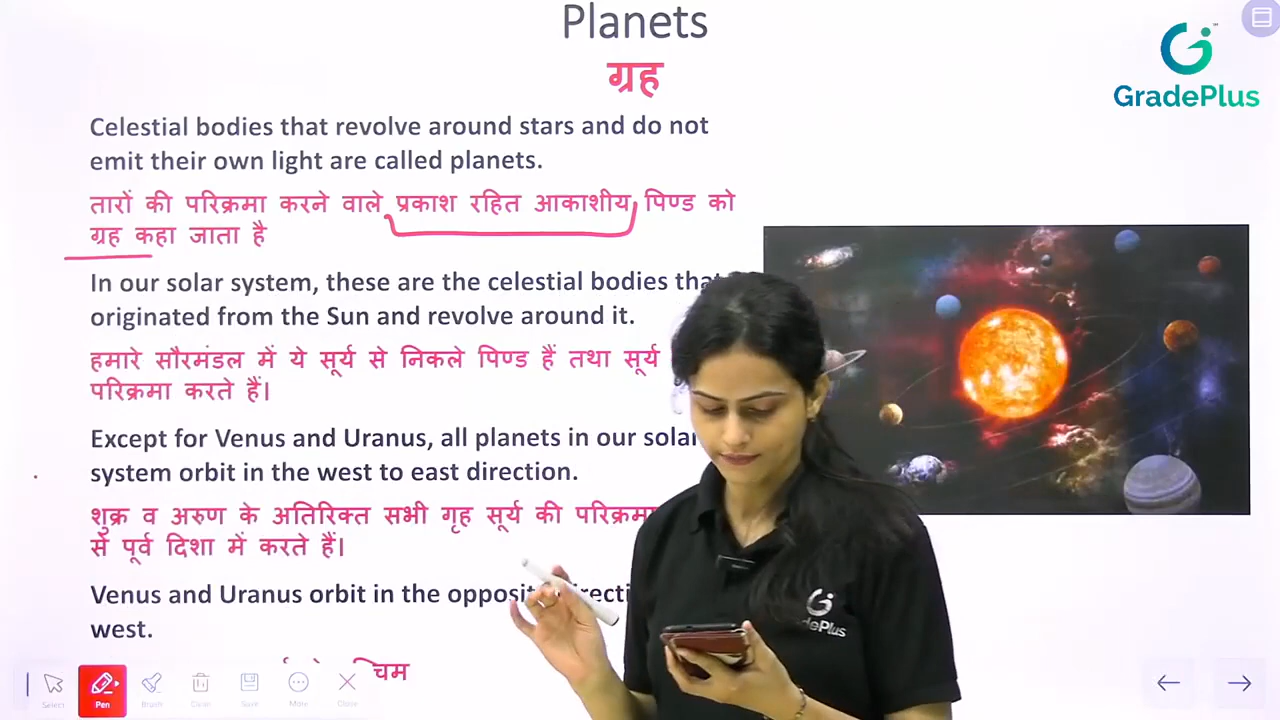 Planets
ग्रह
GradePlus
Celestial bodies that revolve around stars and do not
emit their own light are called planets.
तारों की परिक्रमा करने वाले प्रकाश रहित आकाशीय पिण्ड को
ग्रह कहा जाता है
In our solar system, these are the celestial bodies that
originated from the Sun and revolve around it.
हमारे सौरमंडल में ये सूर्य से निकले पिण्ड हैं तथा सूर्य
परिक्रमा करते हैं।
Except for Venus and Uranus, all planets in our solar
system orbit in the west to east direction.
शुक्र व अरुण के अतिरिक्त सभी गृह सूर्य की परिक्रमा
से पूर्व दिशा में करते हैं।
Venus and Uranus orbit in the opposite
west.
Select
Pen
Brush
Clean
Save
More
Close